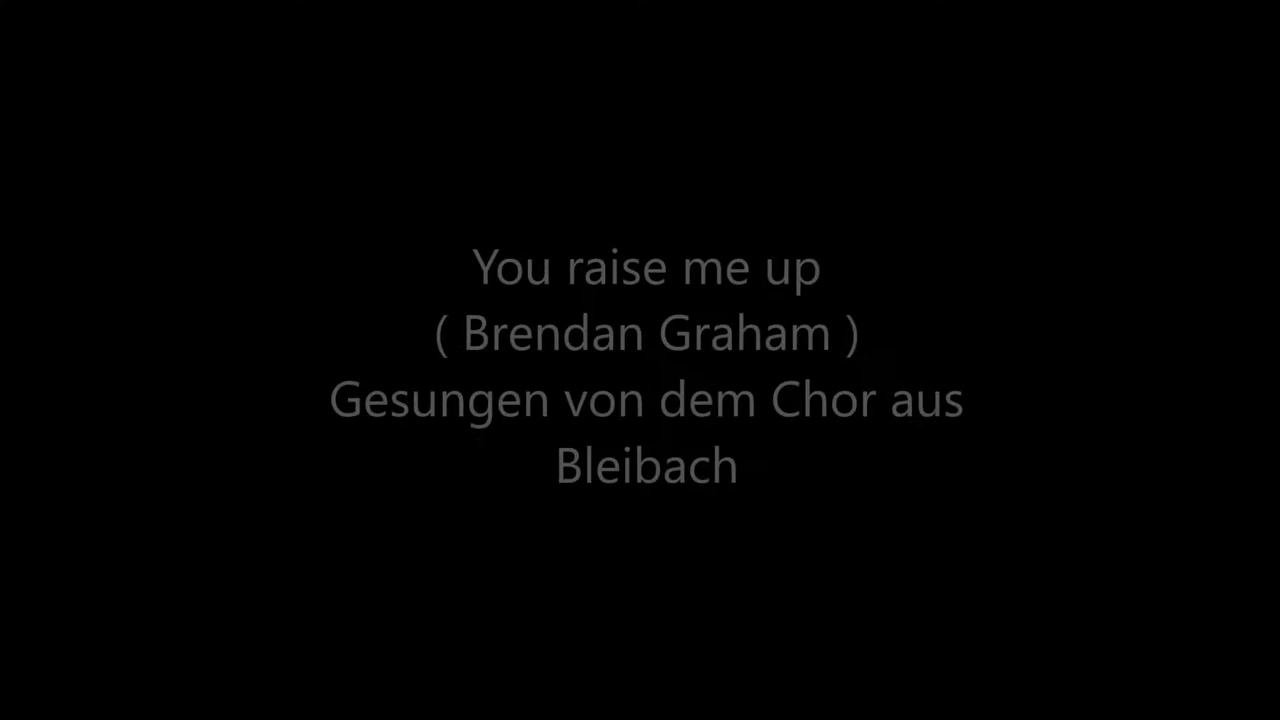 You raise me up
( Brendan Graham )
Gesungen von dem Chor aus
Bleibach